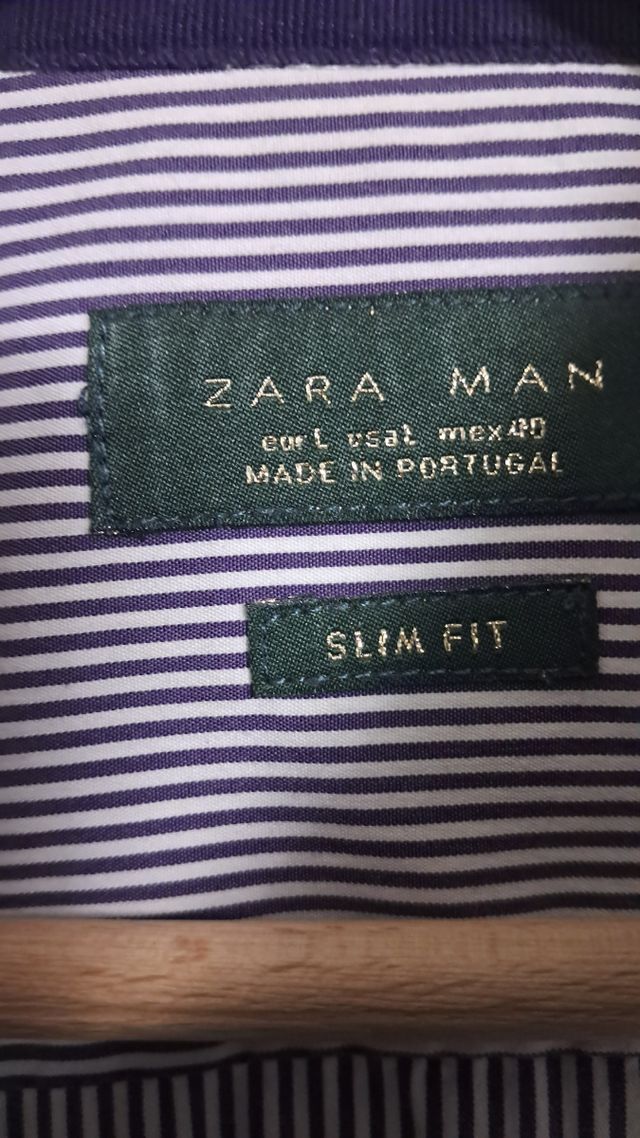 ZARA MAN
eur L usa L mex 40
MADE IN PORTUGAL
SLIM FIT